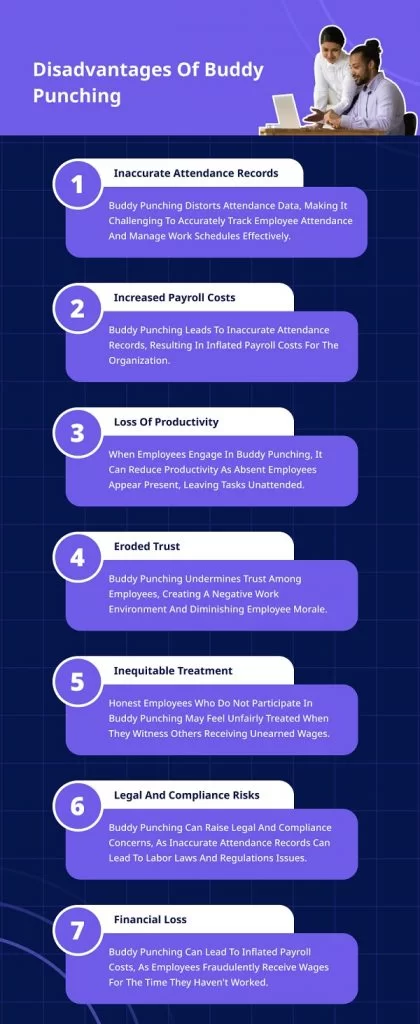 Disadvantages Of Buddy
Punching
1
Inaccurate Attendance Records
Buddy Punching Distorts Attendance Data, Making It
Challenging To Accurately Track Employee Attendance
And Manage Work Schedules Effectively.
2
Increased Payroll Costs
Buddy Punching Leads To Inaccurate Attendance
Records, Resulting In Inflated Payroll Costs For The
Organization.
3
Loss Of Productivity
When Employees Engage In Buddy Punching, It
Can Reduce Productivity As Absent Employees
Appear Present, Leaving Tasks Unattended.
4
Eroded Trust
Buddy Punching Undermines Trust Among
Employees, Creating A Negative Work
Environment And Diminishing Employee Morale.
5
Inequitable Treatment
Honest Employees Who Do Not Participate In
Buddy Punching May Feel Unfairly Treated When
They Witness Others Receiving Unearned Wages.
6
Legal And Compliance Risks
Buddy Punching Can Raise Legal And Compliance
Concerns, As Inaccurate Attendance Records Can
Lead To Labor Laws And Regulations Issues.
7
Financial Loss
Buddy Punching Can Lead To Inflated Payroll
Costs, As Employees Fraudulently Receive Wages
For The Time They Haven't Worked.